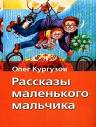 Олег Кургузов
Рассказы
маленького
мальчика